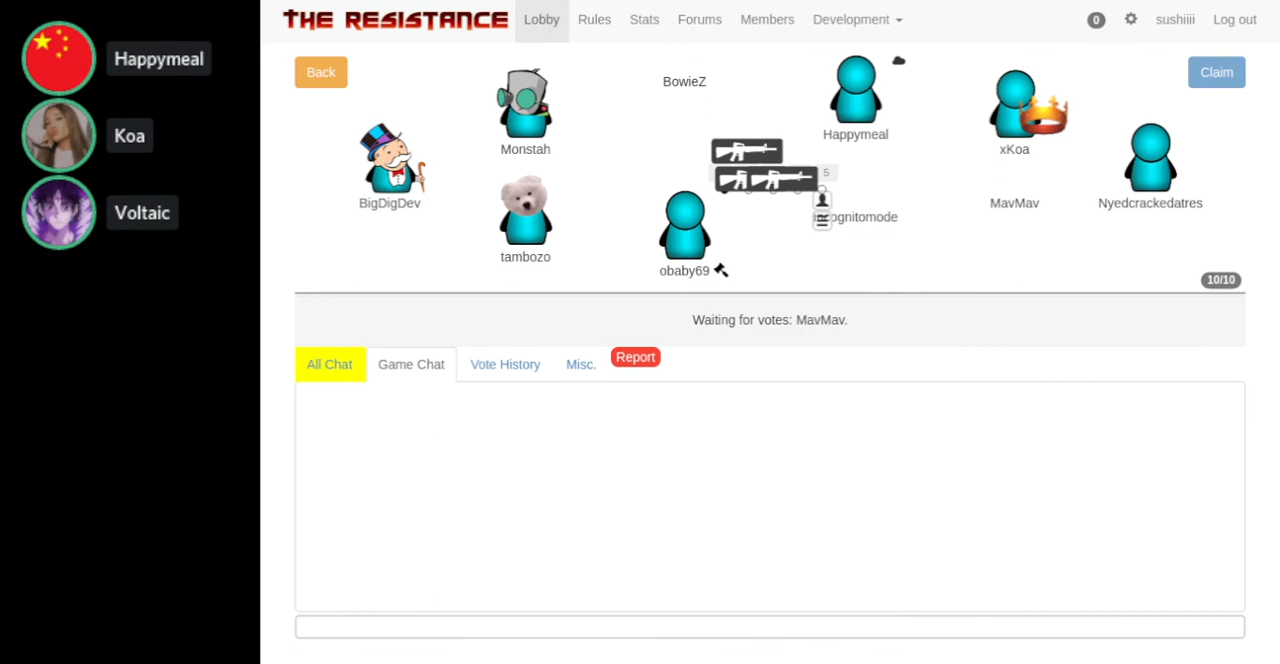 Happymeal
Koa
Voltaic
THE RESISTANCE
Lobby
Rules
Stats
Forums
Members
Development
0
sushiiii
Log out
Back
Claim
BowieZ
Happymeal
Monstah
xKoa
BigDigDev
5
MavMav
Nyedcrackedatres
incognitomode
tambozo
obaby69
10/10
Waiting for votes: MavMav.
All Chat
Game Chat
Vote History
Misc.
Report